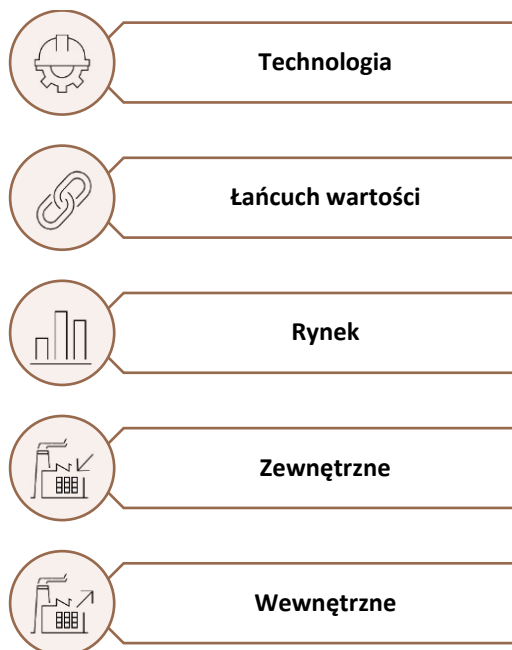 Technologia
Łańcuch wartości
Rynek
Zewnętrzne
Wewnętrzne